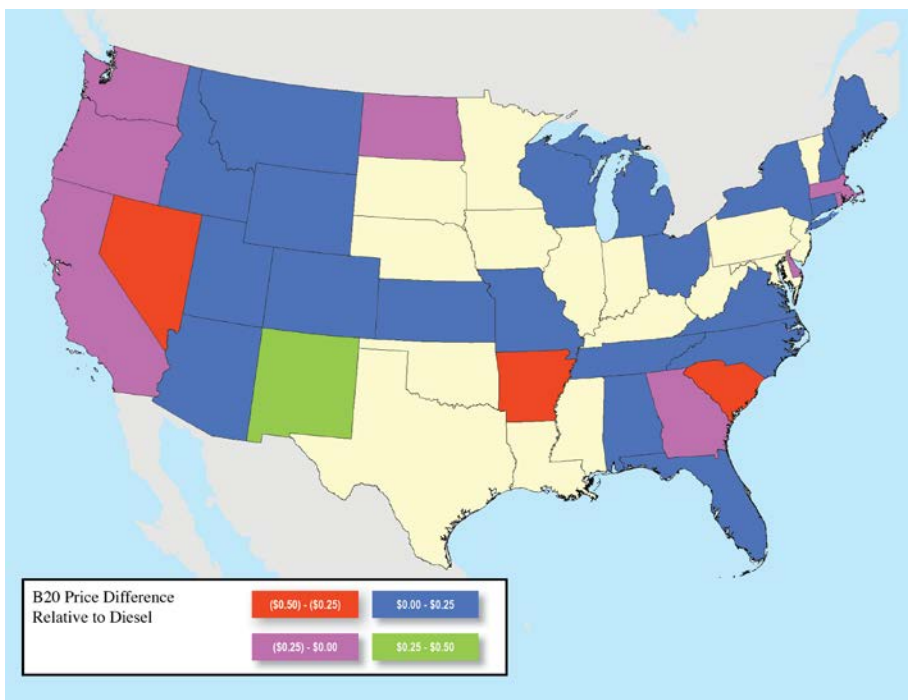 B20 Price Difference
Relative to Diesel
($0.50) - ($0.25)
$0.00 - $0.25
($0.25) - $0.00
$0.25 - $0.50